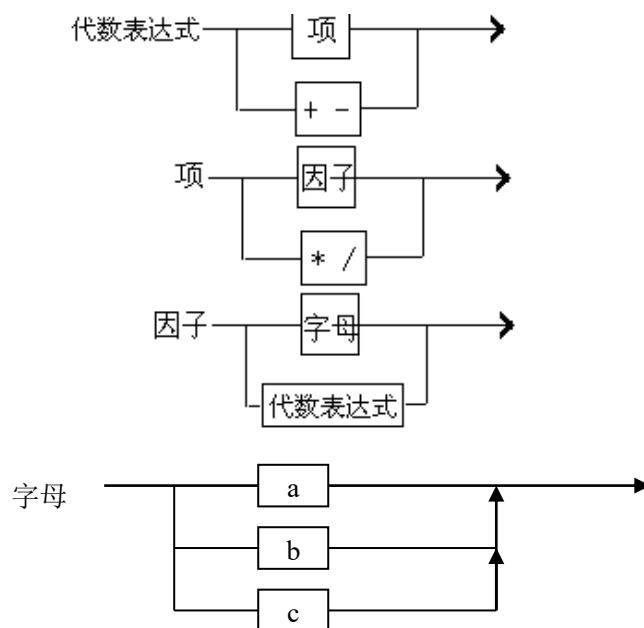 代数表达式 项
+ -
项 因子
* /
因子 字母
代数表达式
字母 a
b
c